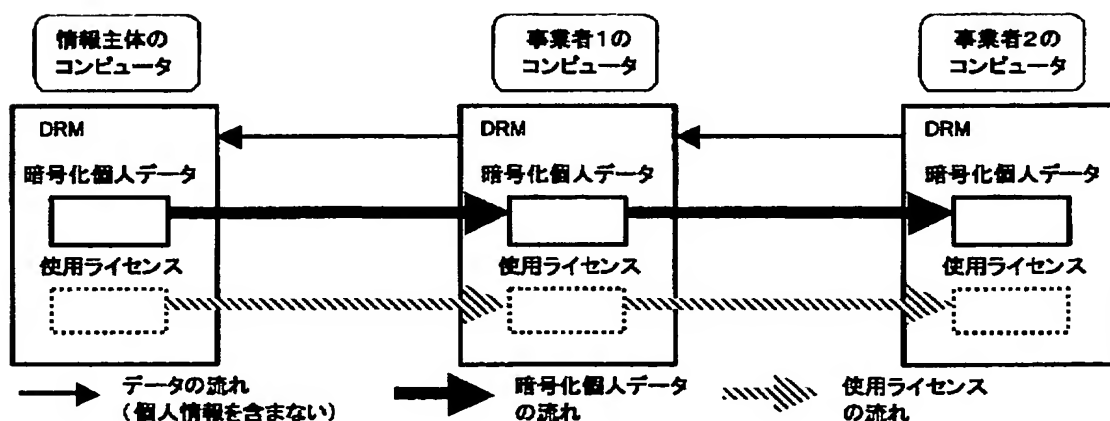 情報主体の
コンピュータ
事業者1の
コンピュータ
事業者2の
コンピュータ
DRM
DRM
DRM
暗号化個人データ
暗号化個人データ
暗号化個人データ
使用ライセンス
使用ライセンス
使用ライセンス
データの流れ
(個人情報を含まない)
暗号化個人データ
の流れ
使用ライセンス
の流れ